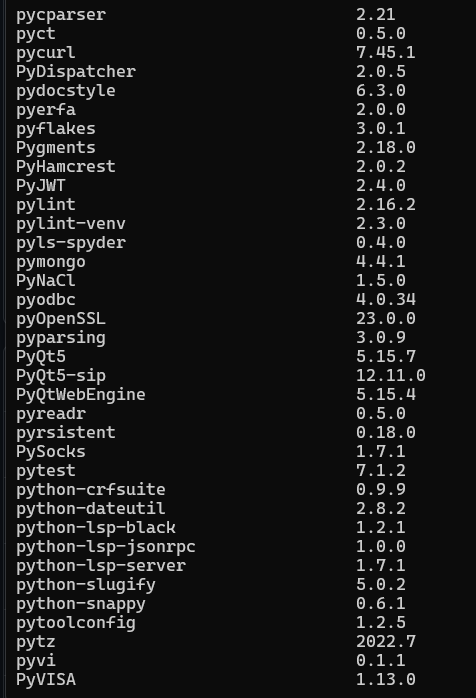 pycparser 2.21
pyct 0.5.0
pycurl 7.45.1
PyDispatcher 2.0.5
pydocstyle 6.3.0
pyerfa 2.0.0
pyflakes 3.0.1
Pygments 2.18.0
PyHamcrest 2.0.2
PyJWT 2.4.0
pylint 2.16.2
pylint-venv 2.3.0
pyls-spyder 0.4.0
pymongo 4.4.1
PyNaCl 1.5.0
pyodbc 4.0.34
pyOpenSSL 23.0.0
pyparsing 3.0.9
PyQt5 5.15.7
PyQt5-sip 12.11.0
PyQtWebEngine 5.15.4
pyreadr 0.5.0
pyrsistent 0.18.0
PySocks 1.7.1
pytest 7.1.2
python-crfsuite 0.9.9
python-dateutil 2.8.2
python-lsp-black 1.2.1
python-lsp-jsonrpc 1.0.0
python-lsp-server 1.7.1
python-slugify 5.0.2
python-snappy 0.6.1
pytoolconfig 1.2.5
pytz 2022.7
pyvi 0.1.1
PyVISA 1.13.0